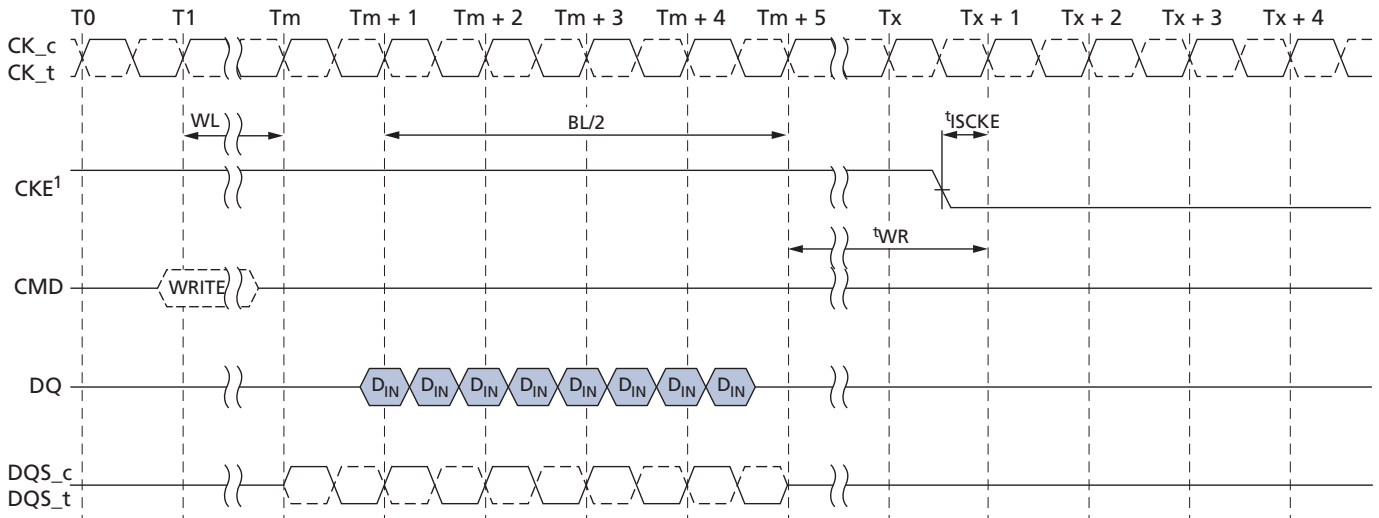 T0 T1 Tm Tm + 1 Tm + 2 Tm + 3 Tm + 4 Tm + 5 Tx Tx + 1 Tx + 2 Tx + 3 Tx + 4
CK_c
CK_t
WL BL/2 tISCKE
CKE1
tWR
CMD WRITE
DQ DIN DIN DIN DIN DIN DIN DIN DIN
DQS_c
DQS_t